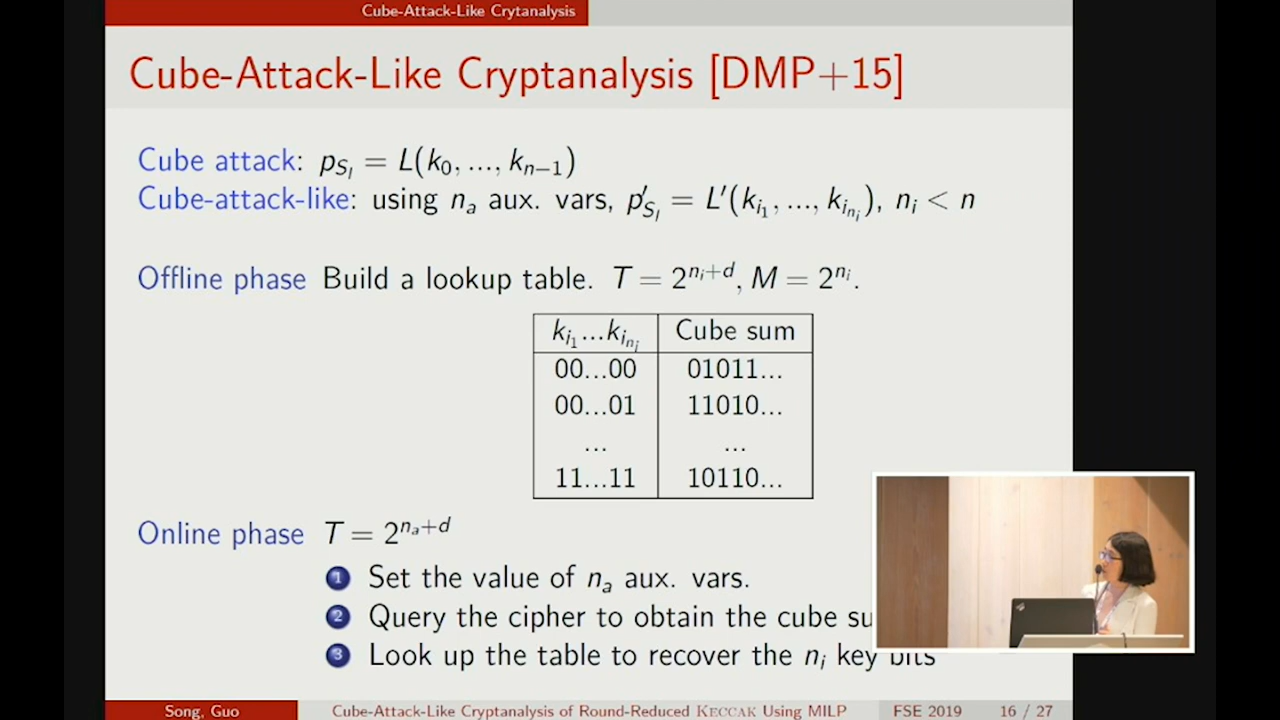 Cube-Attack-Like Crytanalysis
Cube-Attack-Like Cryptanalysis [DMP+15]
Cube attack: p_{S_I} = L(k_0, ..., k_{n−1})
Cube-attack-like: using n_a aux. vars, p′_{S_I} = L′(k_{i_1}, ..., k_{i_{n_i}}), n_i < n
Offline phase Build a lookup table. T = 2^{n_i+d}, M = 2^{n_i}.
k_{i_1}...k_{i_{n_i}} Cube sum
00...00 01011...
00...01 11010...
... ...
11...11 10110...
Online phase T = 2^{n_a+d}
1 Set the value of n_a aux. vars.
2 Query the cipher to obtain the cube
3 Look up the table to recover the n_i key bits
Song, Guo Cube-Attack-Like Cryptanalysis of Round-Reduced KECCAK Using MILP FSE 2019 16 / 27